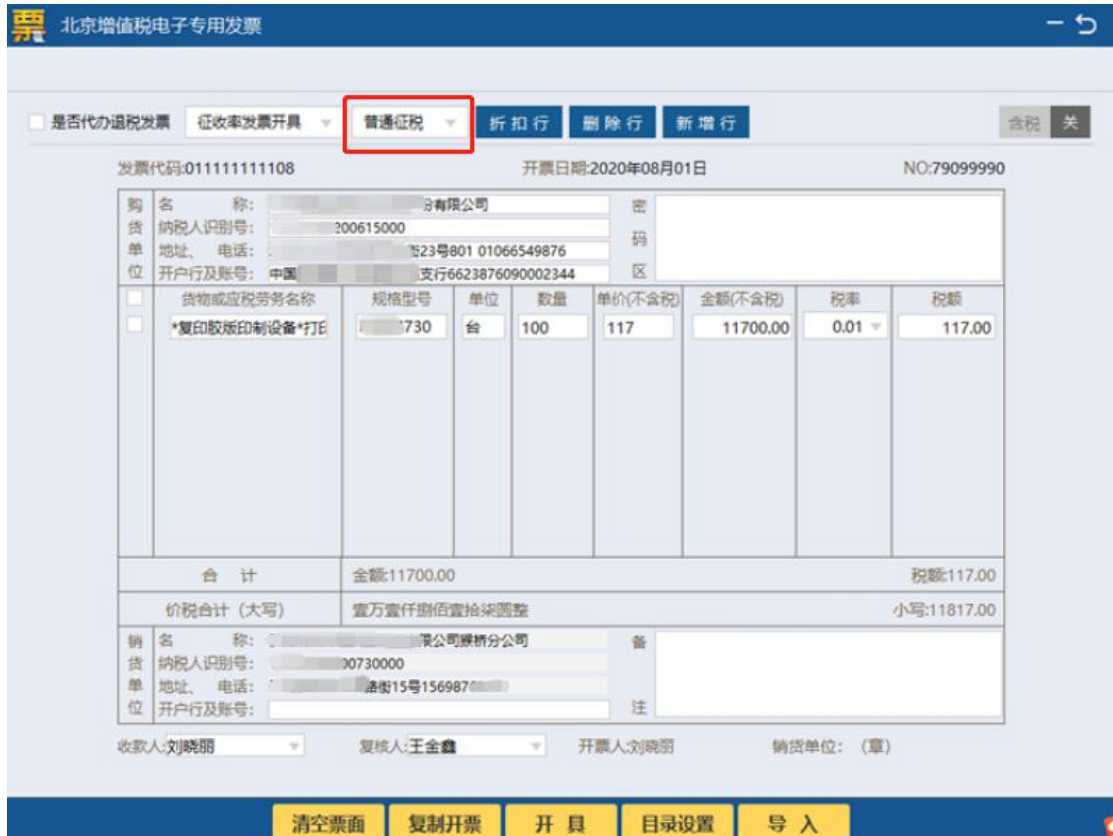 票 北京增值税电子专用发票
是否代办退税发票 征收率发票开具 普通征税 折扣行 删除行 新增行 含税 关
发票代码:011111111108 开票日期:2020年08月01日 NO:79099990
购货单位
名 称: 份有限公司
纳税人识别号: 200615000
地址、 电话: 街23号801 01066549876
开户行及账号: 中国 支行6623876090002344
密码区
货物或应税劳务名称 规格型号 单位 数量 单价(不含税) 金额(不含税) 税率 税额
*复印胶版印制设备*打E 730 台 100 117 11700.00 0.01 117.00
合 计 金额:11700.00 税额:117.00
价税合计(大写) 壹万壹仟捌佰壹拾柒圆整 小写:11817.00
销货单位
名 称: 限公司猴桥分公司
纳税人识别号: 00730000
地址、 电话: 路街15号1569876
开户行及账号:
备注
收款人:刘晓丽 复核人:王金鑫 开票人:刘晓丽 销货单位: (章)
清空票面 复制开票 开具 目录设置 导入